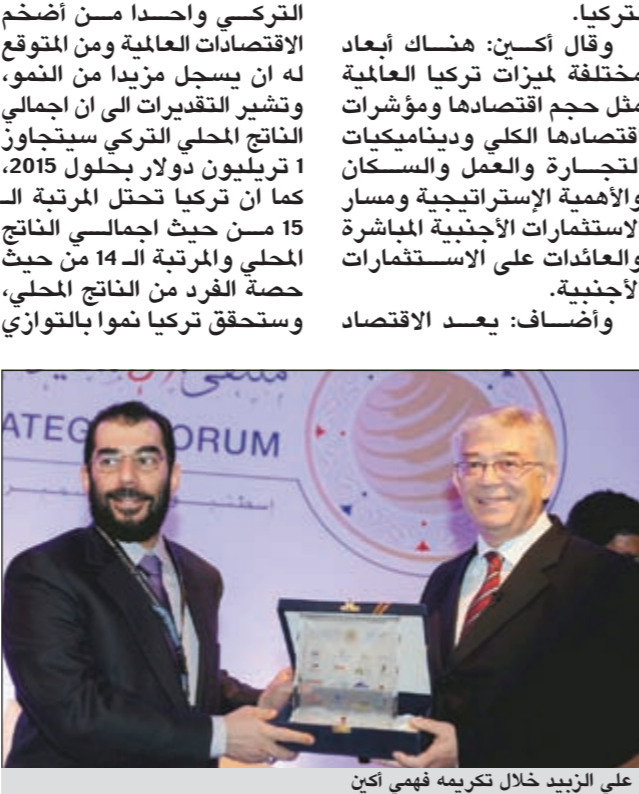 لتركيا.
وقال أكين: هناك أبعاد
مختلفة لميزات تركيا العالمية
مثل حجم اقتصادها ومؤشرات
اقتصادها الكلي وديناميكيات
التجارة والعمل والسكان
والأهمية الإستراتيجية ومسار
الاستثمارات الأجنبية المباشرة
والعائدات على الاستثمارات
الأجنبية.
وأضاف: يعد الاقتصاد
التركي واحدا من أضخم
الاقتصادات العالمية ومن المتوقع
له ان يسجل مزيدا من النمو،
وتشير التقديرات الى ان اجمالي
الناتج المحلي التركي سيتجاوز
1 تريليون دولار بحلول 2015،
كما ان تركيا تحتل المرتبة الـ
15 من حيث اجمالي الناتج
المحلي والمرتبة الـ 14 من حيث
حصة الفرد من الناتج المحلي،
وستحقق تركيا نموا بالتوازي
ملتقى
ATEG ORUM
علي الزبيد خلال تكريمه فهمي أكين